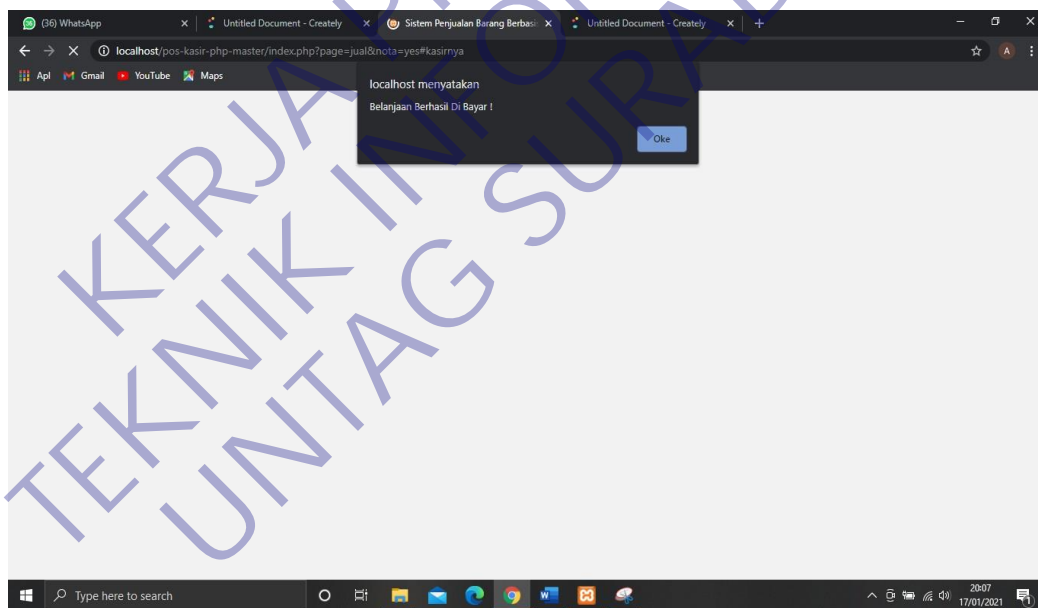 (36) WhatsApp
Untitled Document - Creately
Sistem Penjualan Barang Berbasi
Untitled Document - Creately
localhost/pos-kasir-php-master/index.php?page=jual&nota=yes#kasirnya
A
Apl
Gmail
YouTube
Maps
localhost menyatakan
Belanjaan Berhasil Di Bayar !
Oke
KERJA
TEKNIK INFO
UNTAG SURA
Type here to search
20:07
17/01/2021